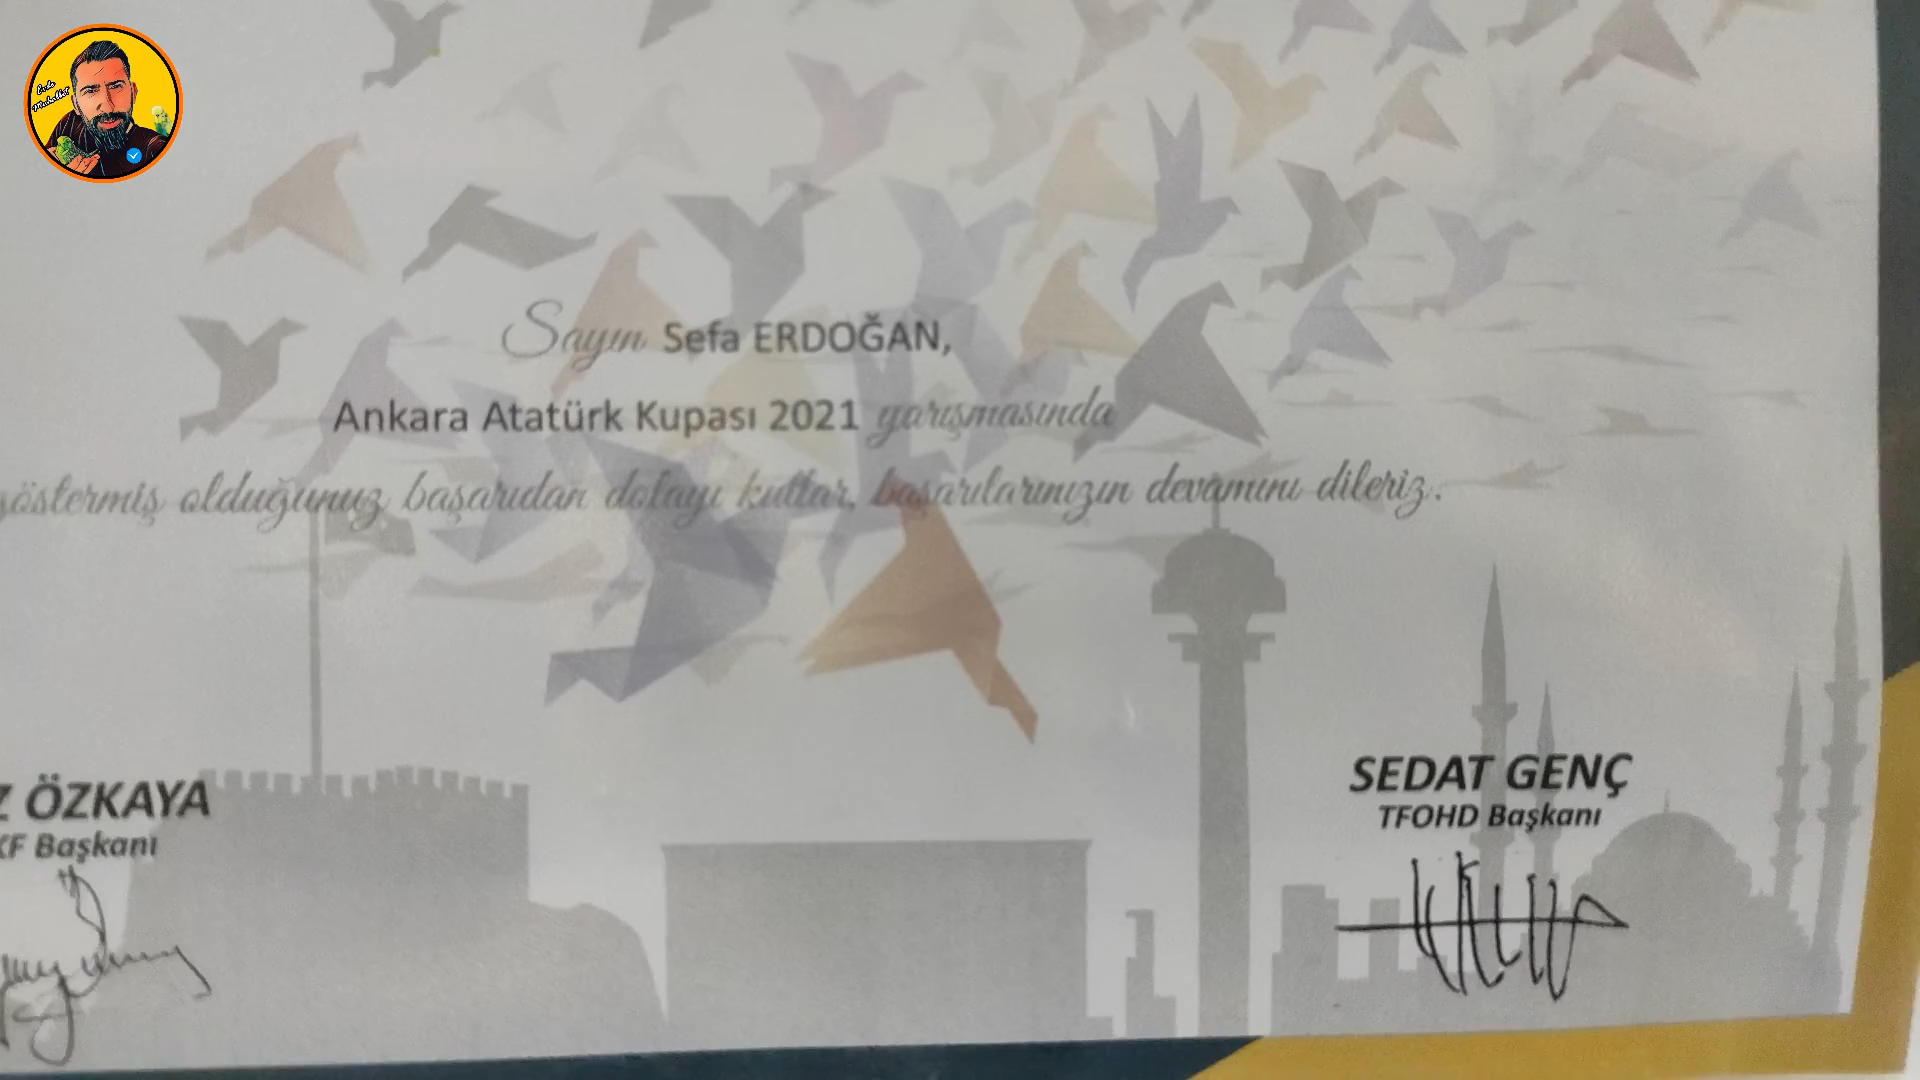 Sayın Sefa ERDOĞAN,
Ankara Atatürk Kupası 2021 yarışmasında
göstermiş olduğunuz başarıdan dolayı kutlar, başarılarınızın devamını dileriz.
Z ÖZKAYA
KF Başkanı
SEDAT GENÇ
TFOHD Başkanı